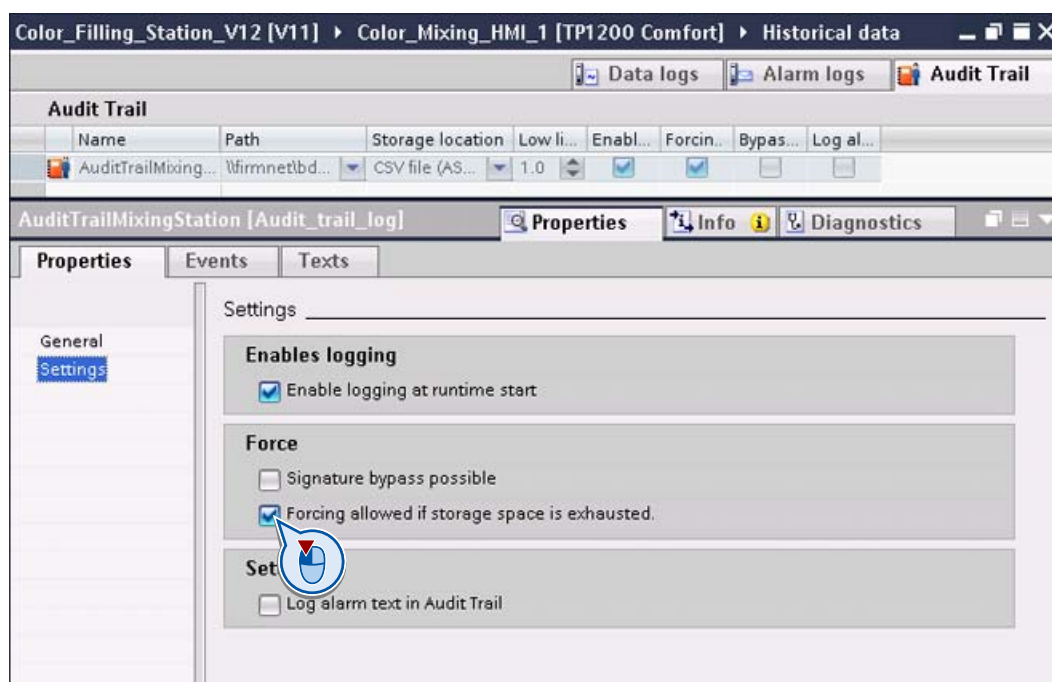 Color_Filling_Station_V12 [V11] ▸ Color_Mixing_HMI_1 [TP1200 Comfort] ▸ Historical data
Data logs Alarm logs Audit Trail
Audit Trail
Name Path Storage location Low li... Enabl... Forcin.. Bypas... Log al...
AuditTrailMixing... \\firmnet\bd... CSV file (AS... 1.0
AuditTrailMixingStation [Audit_trail_log] Properties Info Diagnostics
Properties Events Texts
Settings
General
Settings
Enables logging
Enable logging at runtime start
Force
Signature bypass possible
Forcing allowed if storage space is exhausted.
Set
Log alarm text in Audit Trail